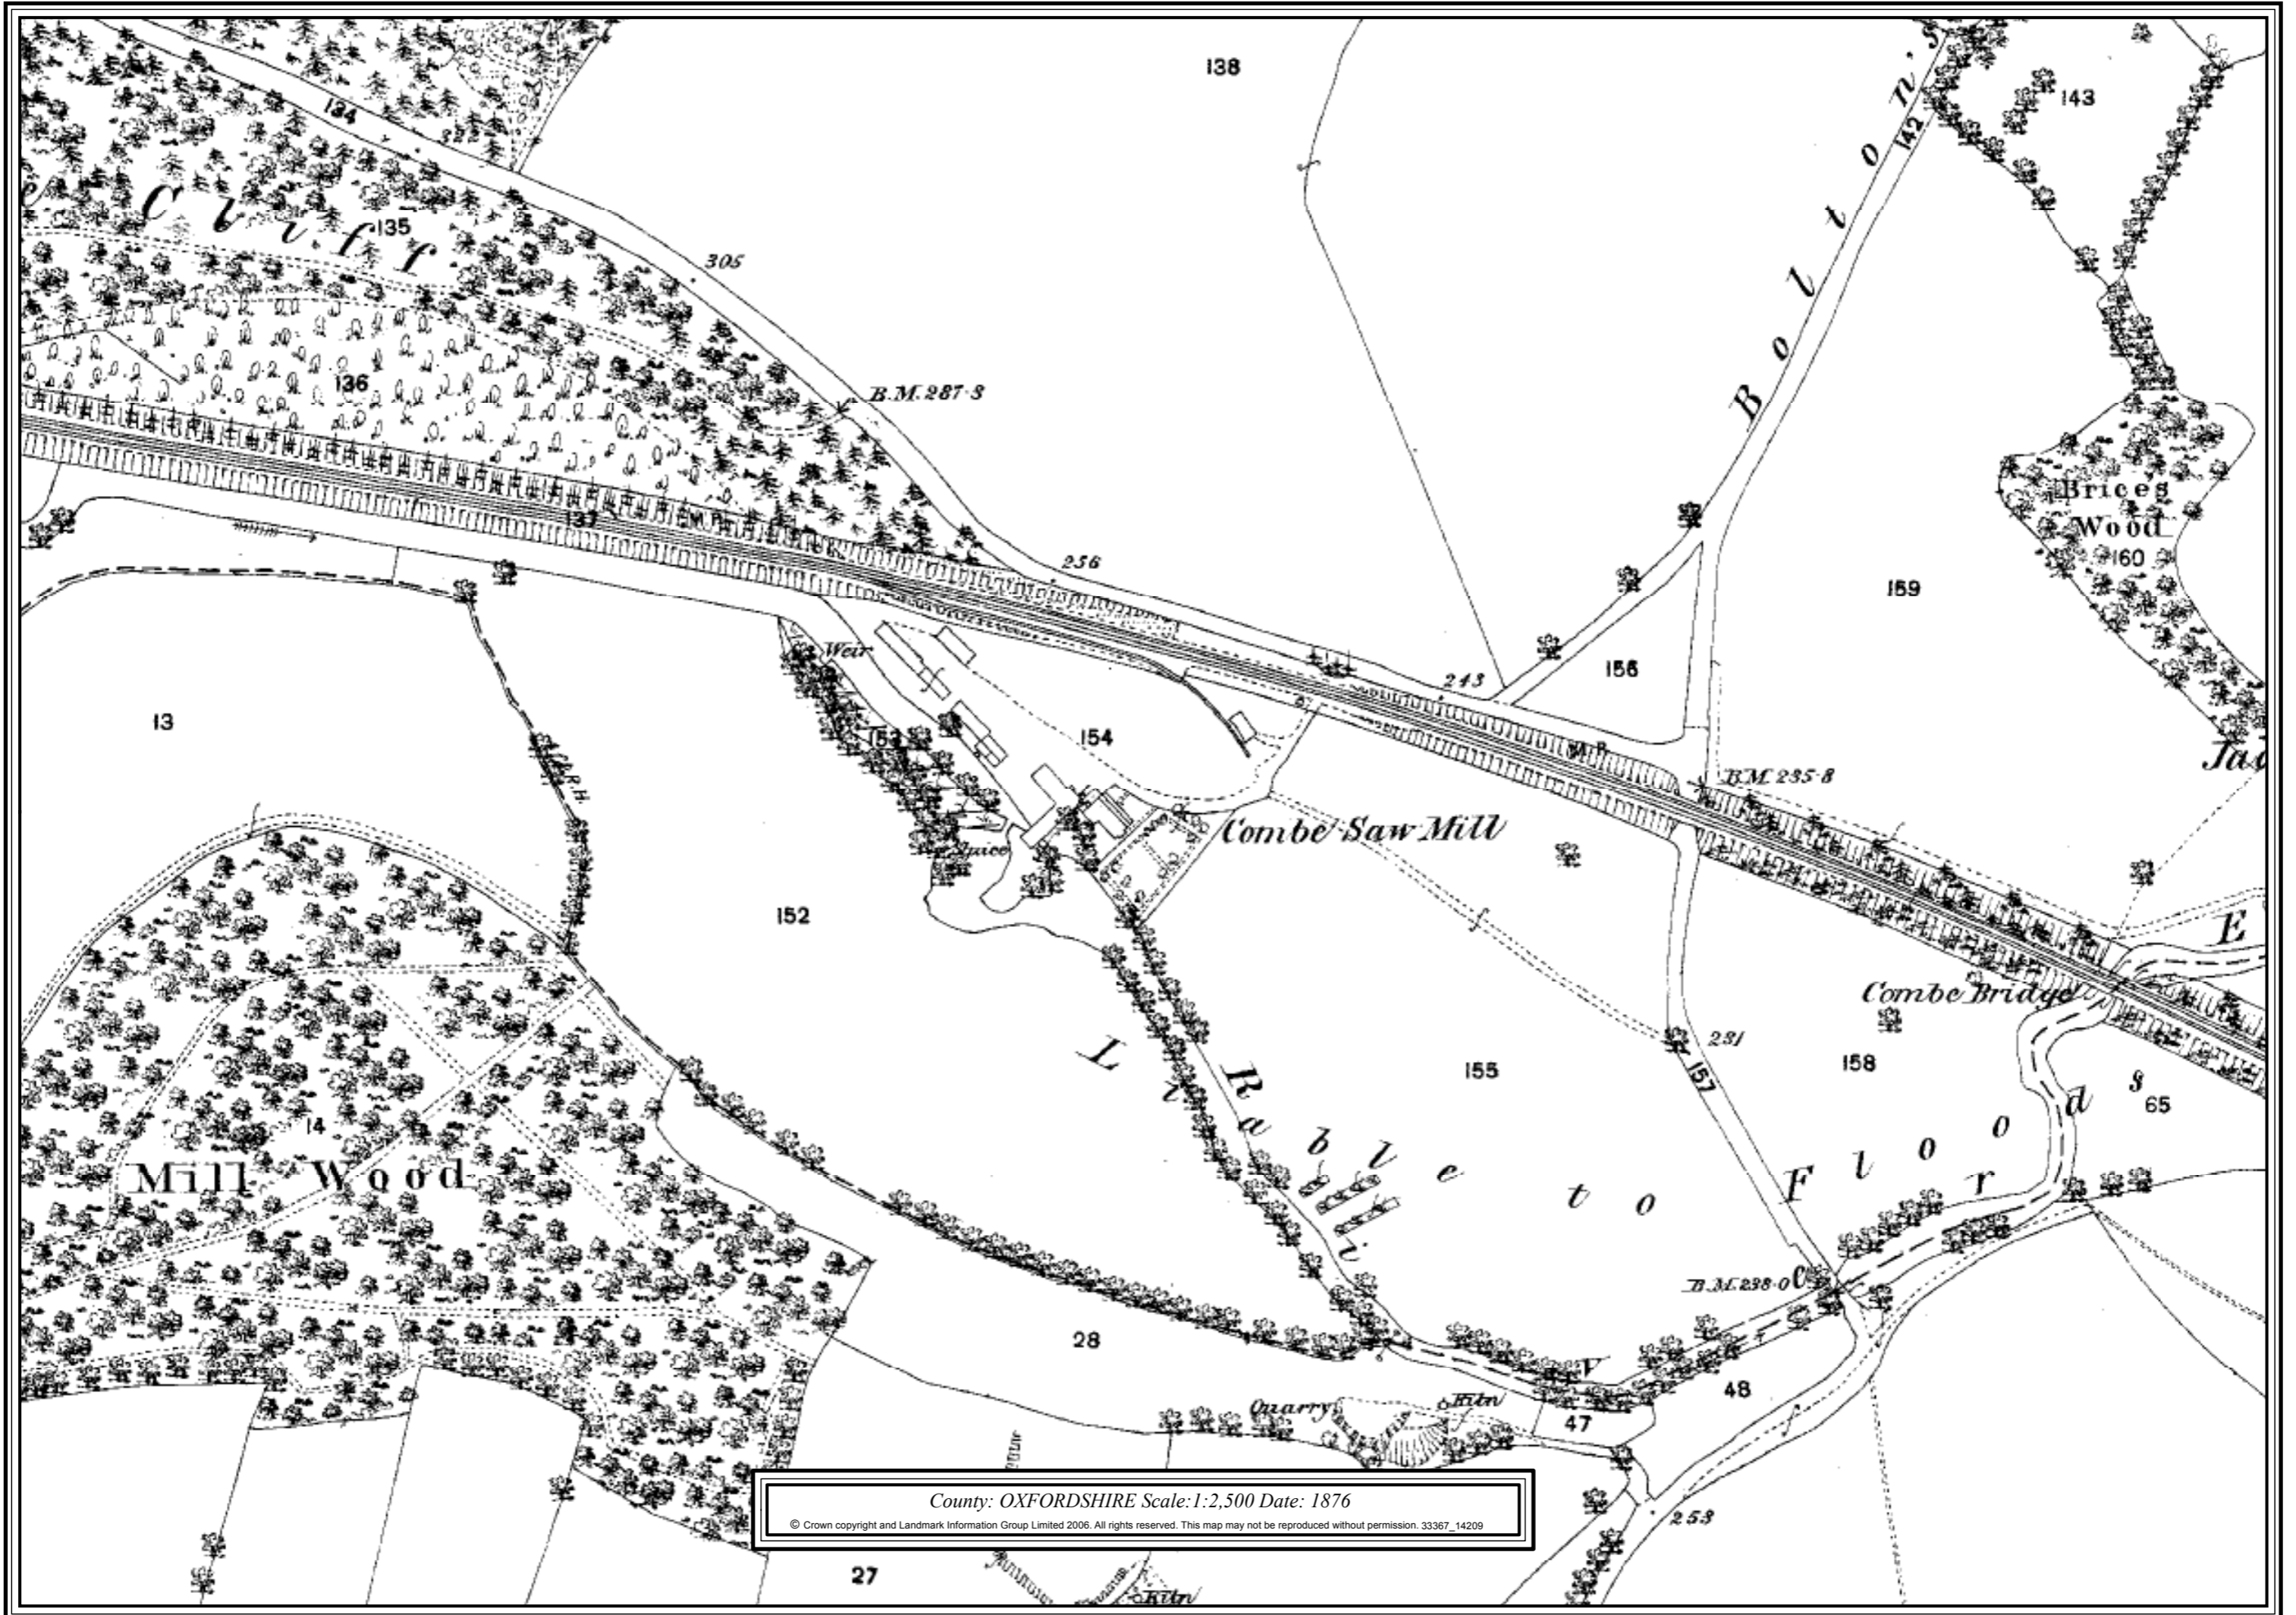 138
Bolton's
142
143
134
e Cliff
135
305
136
B.M. 287·8
137
Brices
Wood
160
256
159
Weir
156
243
13
153
154
M.P.
B.M. 235·8
R.H.
Combe Saw Mill
Sluice
152
E
Combe Bridge
231
155
158
157
65
14
Mill Wood
Liable to Floods
R
i
v
e
r
B.M. 238·0
28
48
Quarry
Kiln
47
County: OXFORDSHIRE Scale:1:2,500 Date: 1876
© Crown copyright and Landmark Information Group Limited 2006. All rights reserved. This map may not be reproduced without permission. 33367_14209
253
27
Kiln